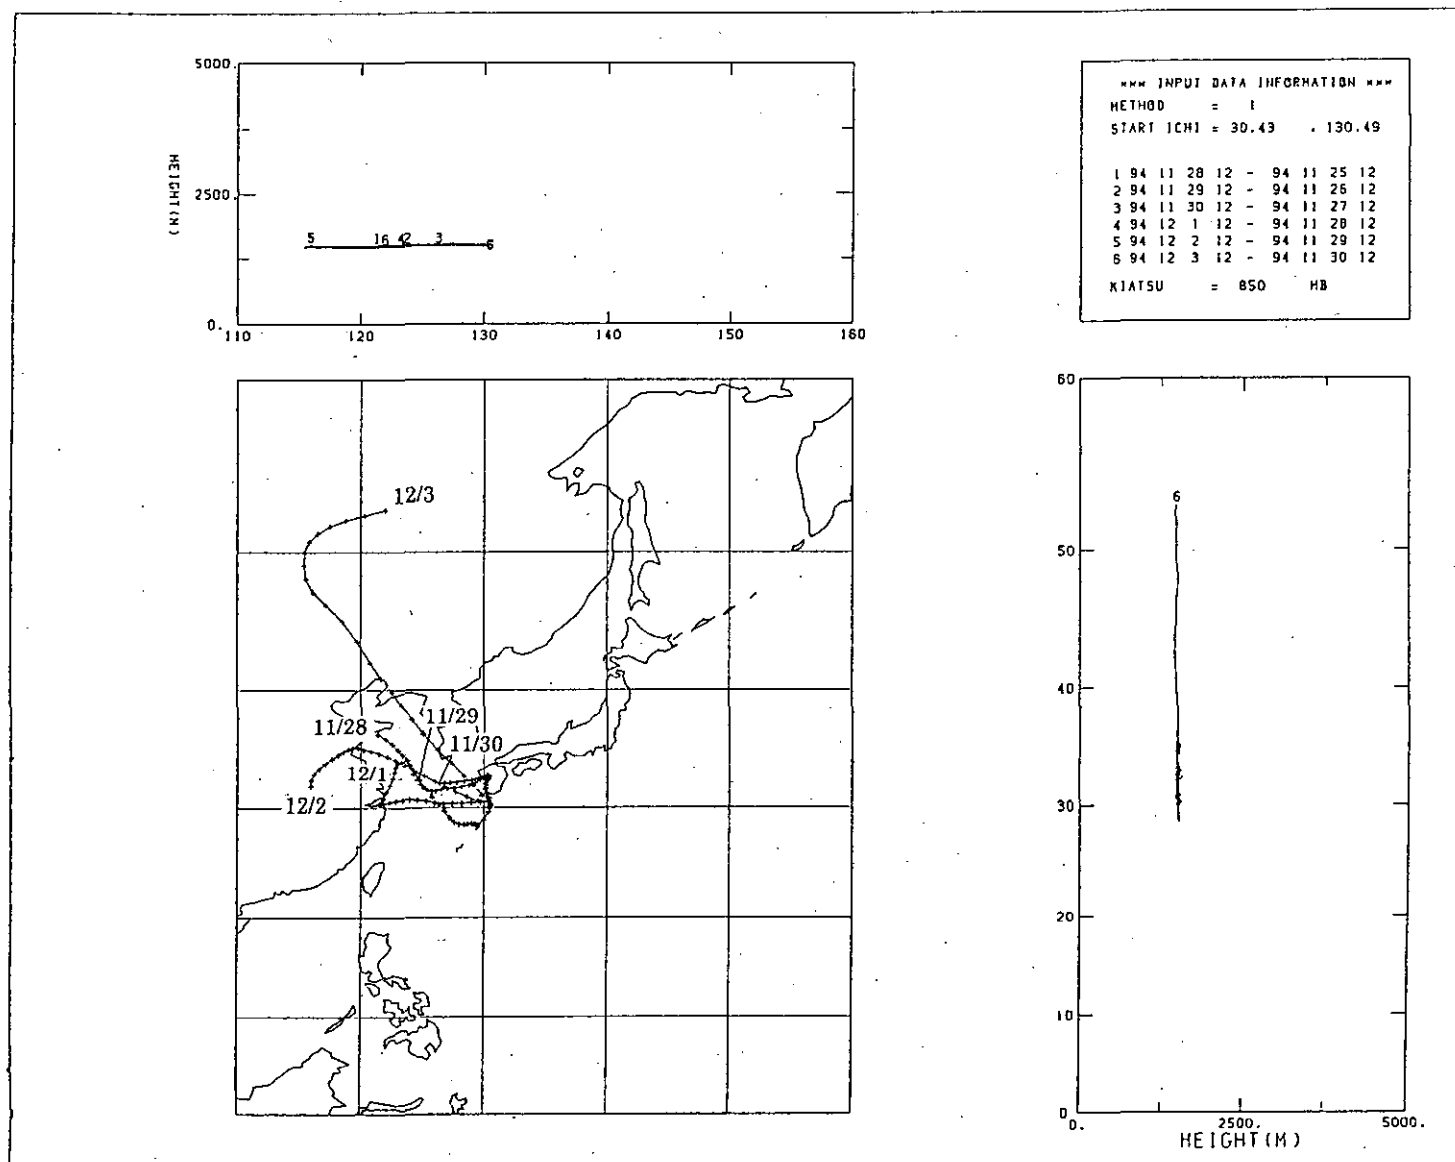 5000.
2500.
0.
HEIGHT(M)
5 16 42 3 6
110 120 130 140 150 160
*** INPUT DATA INFORMATION ***
METHOD = 1
START ICHI = 30.43 , 130.49
1 94 11 28 12 - 94 11 25 12
2 94 11 29 12 - 94 11 26 12
3 94 11 30 12 - 94 11 27 12
4 94 12 1 12 - 94 11 28 12
5 94 12 2 12 - 94 11 29 12
6 94 12 3 12 - 94 11 30 12
KIATSU = 850 MB
12/3
11/28
11/29
11/30
12/1
12/2
60
6
50
40
30
20
10
0
0. 2500. 5000.
HEIGHT(M)